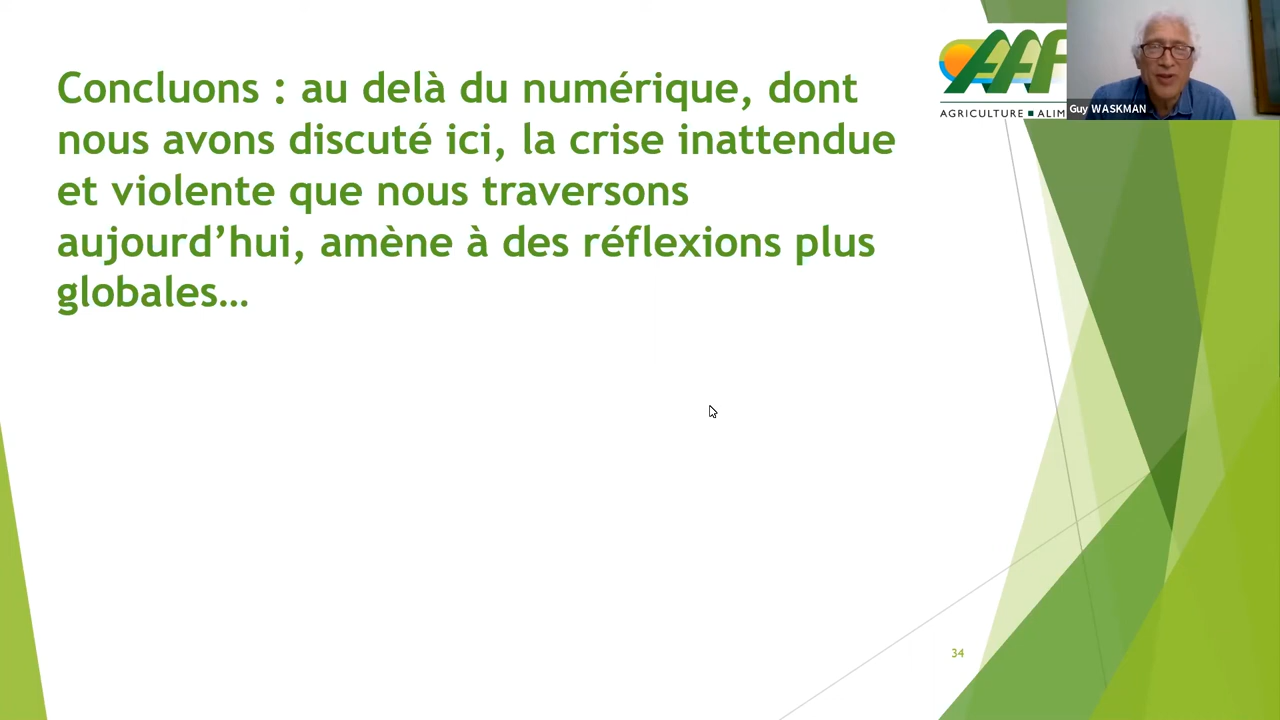 Concluons : au delà du numérique, dont
nous avons discuté ici, la crise inattendue
et violente que nous traversons
aujourd’hui, amène à des réflexions plus
globales…
AAF
AGRICULTURE ■ ALIM
Guy WASKMAN
34